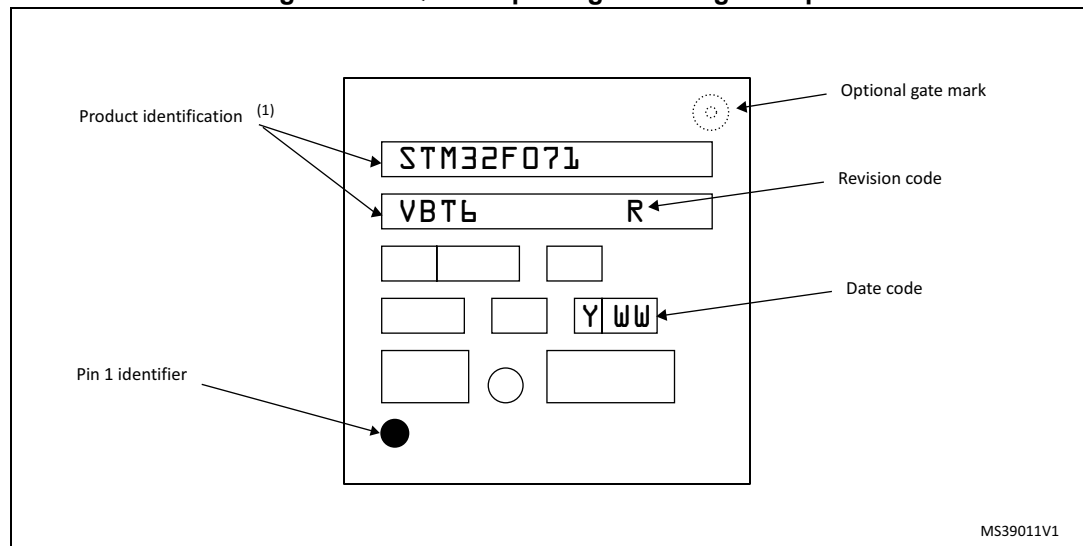 Optional gate mark
Product identification (1)
STM32F071
Revision code
VBT6 R
Date code
Y WW
Pin 1 identifier
MS39011V1